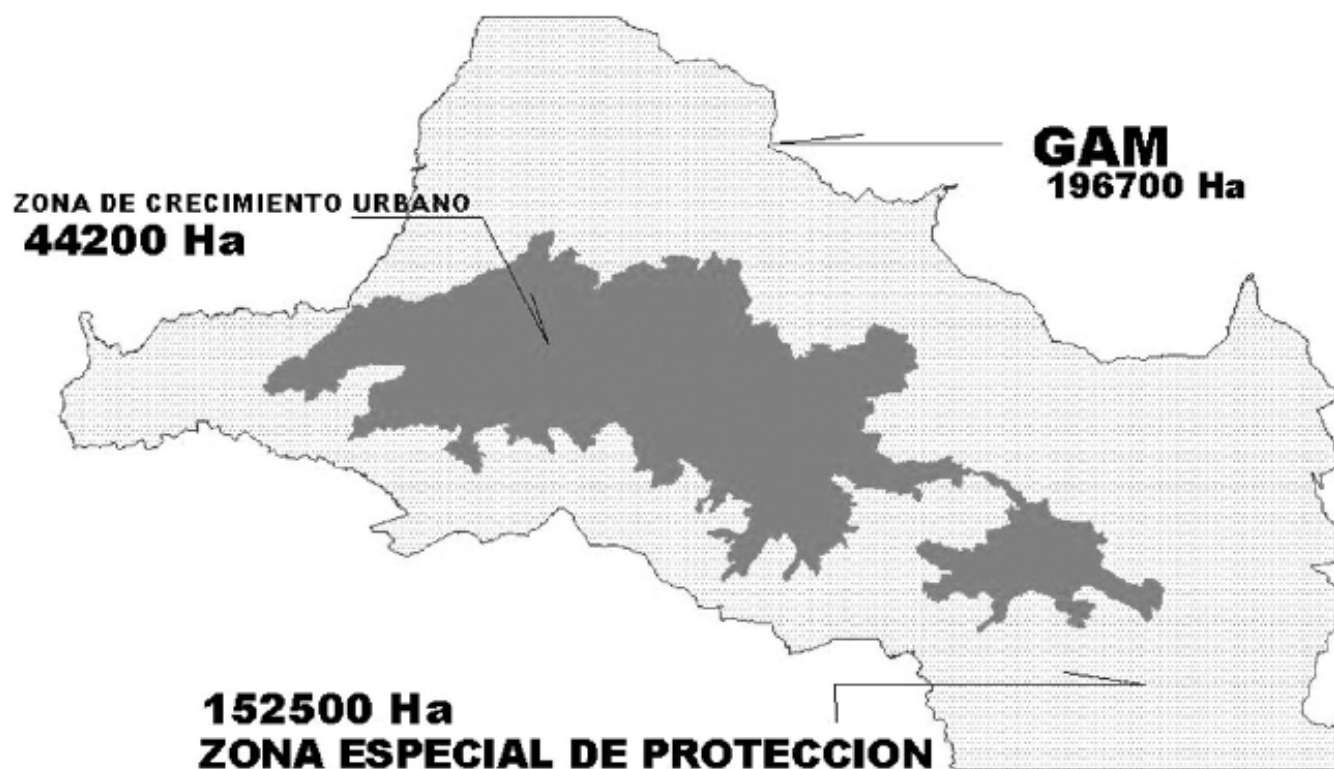 GAM
196700 Ha
ZONA DE CRECIMIENTO URBANO
44200 Ha
152500 Ha
ZONA ESPECIAL DE PROTECCION